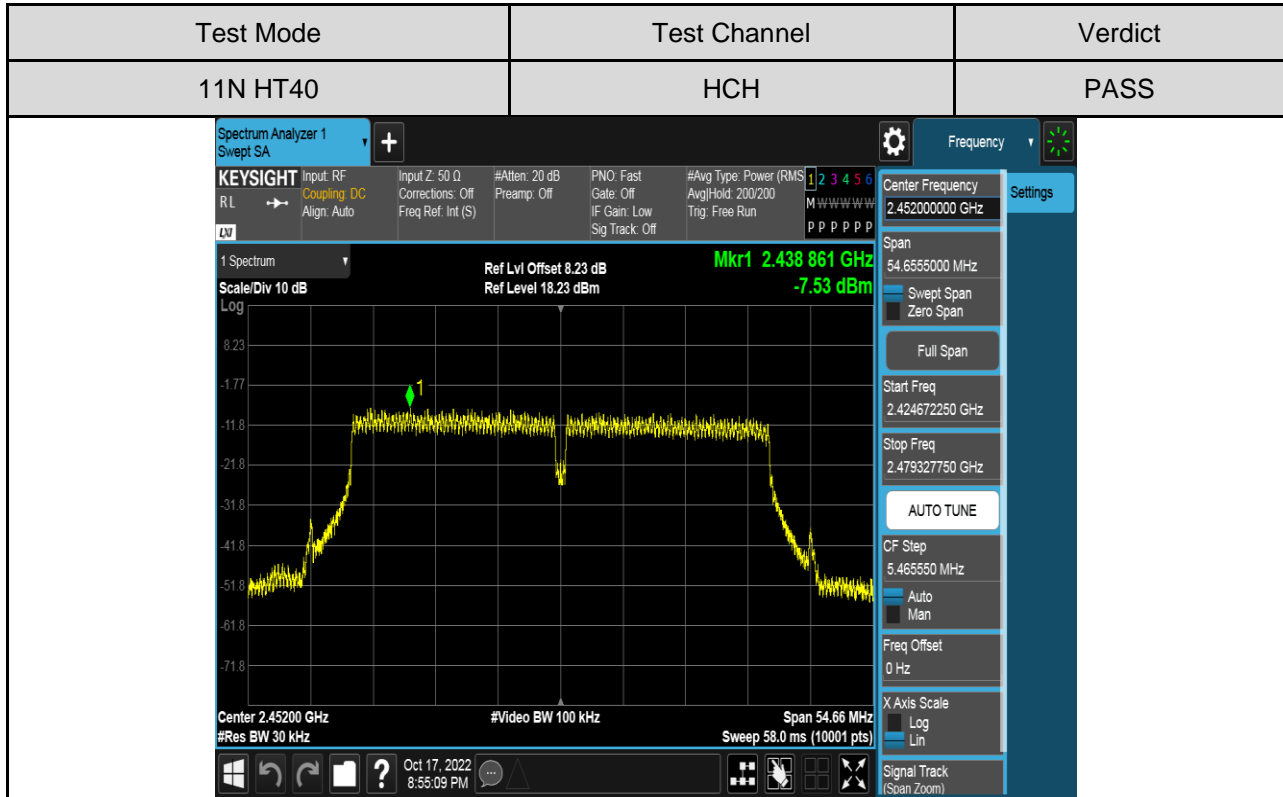 Test Mode Test Channel Verdict
11N HT40 HCH PASS
Spectrum Analyzer 1
Swept SA
+
Frequency
KEYSIGHT
RL
LXI
Input: RF
Coupling: DC
Align: Auto
Input Z: 50 Ω
Corrections: Off
Freq Ref: Int (S)
#Atten: 20 dB
Preamp: Off
PNO: Fast
Gate: Off
IF Gain: Low
Sig Track: Off
#Avg Type: Power (RMS
Avg|Hold: 200/200
Trig: Free Run
1 2 3 4 5 6
M W W W W W
P P P P P P
1 Spectrum
Scale/Div 10 dB
Log
Ref Lvl Offset 8.23 dB
Ref Level 18.23 dBm
Mkr1 2.438 861 GHz
-7.53 dBm
8.23
-1.77
-11.8
-21.8
-31.8
-41.8
-51.8
-61.8
-71.8
1
Center 2.45200 GHz
#Res BW 30 kHz
#Video BW 100 kHz
Span 54.66 MHz
Sweep 58.0 ms (10001 pts)
Center Frequency
2.452000000 GHz
Settings
Span
54.6555000 MHz
Swept Span
Zero Span
Full Span
Start Freq
2.424672250 GHz
Stop Freq
2.479327750 GHz
AUTO TUNE
CF Step
5.465550 MHz
Auto
Man
Freq Offset
0 Hz
X Axis Scale
Log
Lin
Signal Track
(Span Zoom)
?
Oct 17, 2022
8:55:09 PM